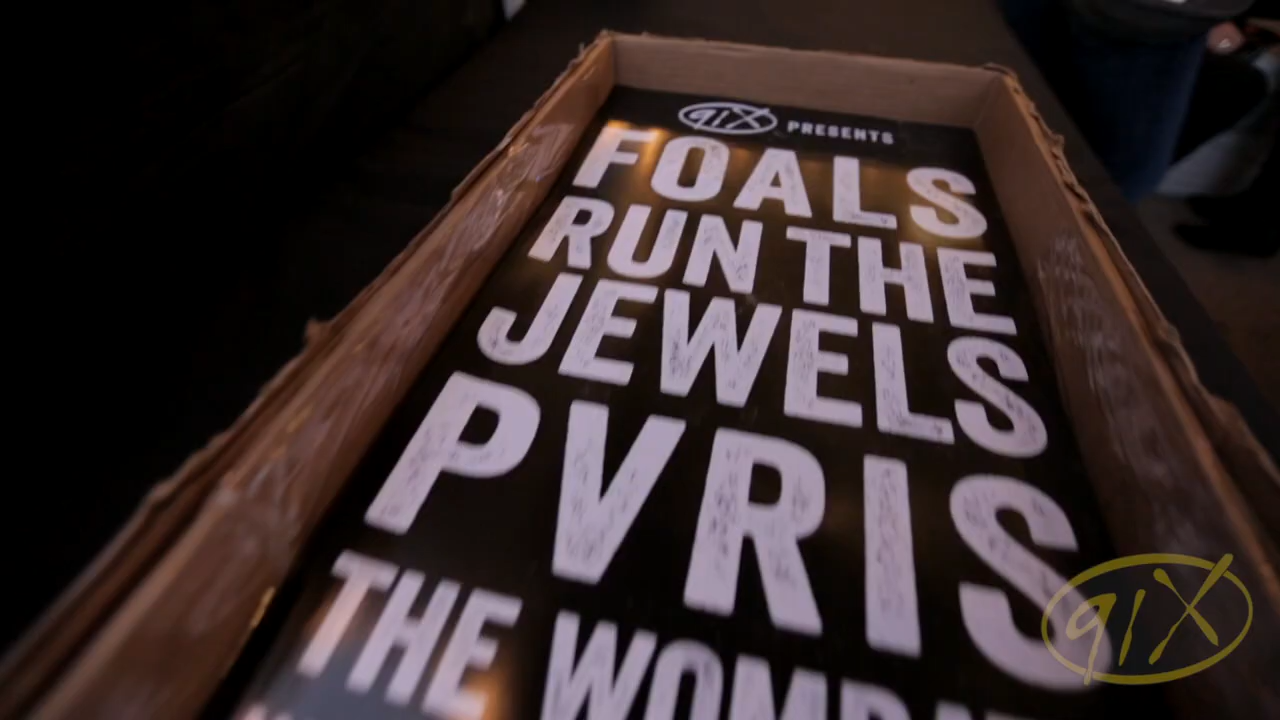 91X PRESENTS
FOALS
RUN THE
JEWELS
PVRIS
THE
91X